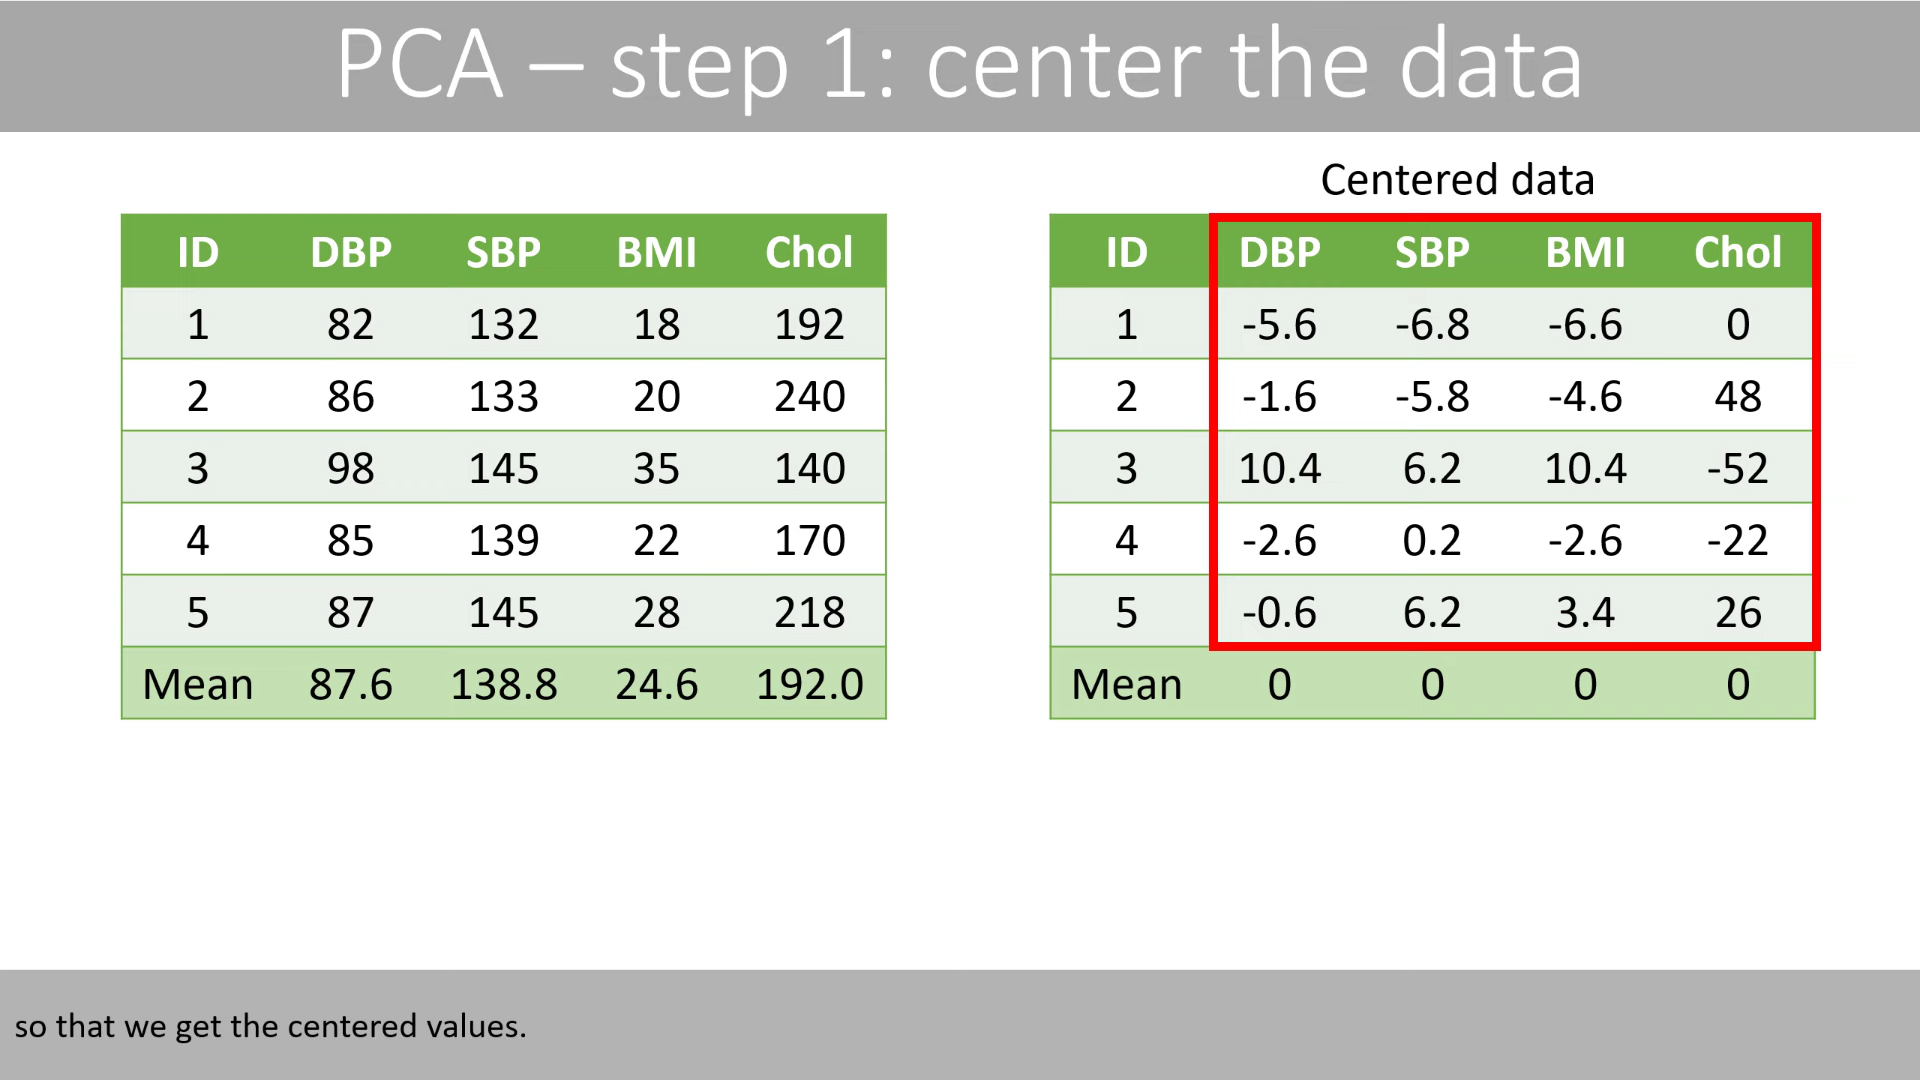 PCA – step 1: center the data
ID DBP SBP BMI Chol
1 82 132 18 192
2 86 133 20 240
3 98 145 35 140
4 85 139 22 170
5 87 145 28 218
Mean 87.6 138.8 24.6 192.0
Centered data
ID DBP SBP BMI Chol
1 -5.6 -6.8 -6.6 0
2 -1.6 -5.8 -4.6 48
3 10.4 6.2 10.4 -52
4 -2.6 0.2 -2.6 -22
5 -0.6 6.2 3.4 26
Mean 0 0 0 0
so that we get the centered values.